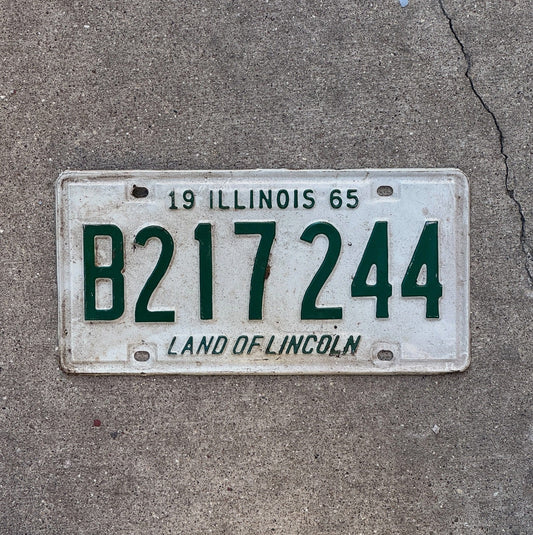 19 ILLINOIS 65
B217 244
LAND OF LINCOLN